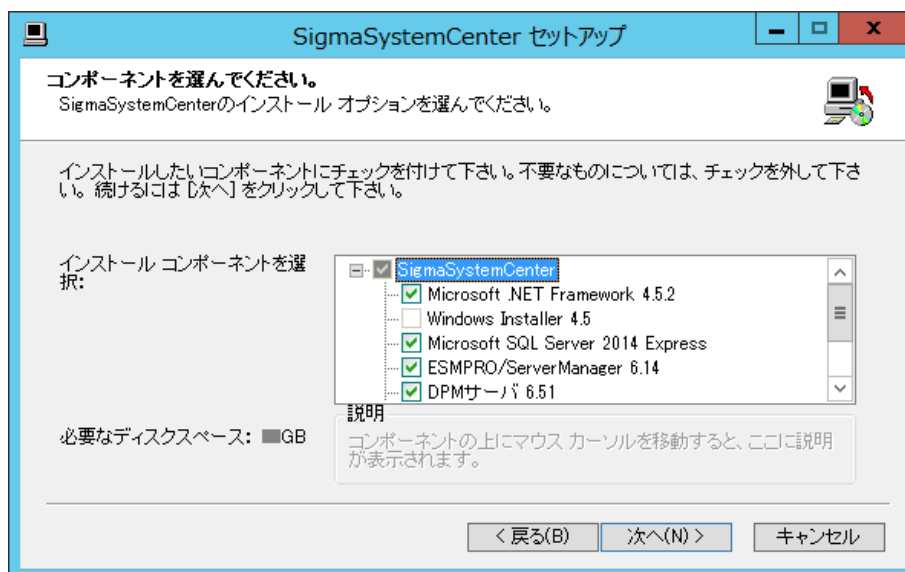 SigmaSystemCenter セットアップ
コンポーネントを選んでください。
SigmaSystemCenterのインストール オプションを選んでください。
インストールしたいコンポーネントにチェックを付けて下さい。不要なものについては、チェックを外して下さ
い。続けるには [次へ] をクリックして下さい。
インストール コンポーネントを選
択:
SigmaSystemCenter
Microsoft .NET Framework 4.5.2
Windows Installer 4.5
Microsoft SQL Server 2014 Express
ESMPRO/ServerManager 6.14
DPMサーバ 6.51
必要なディスクスペース: GB
説明
コンポーネントの上にマウス カーソルを移動すると、ここに説明
が表示されます。
< 戻る(B)
次へ(N) >
キャンセル